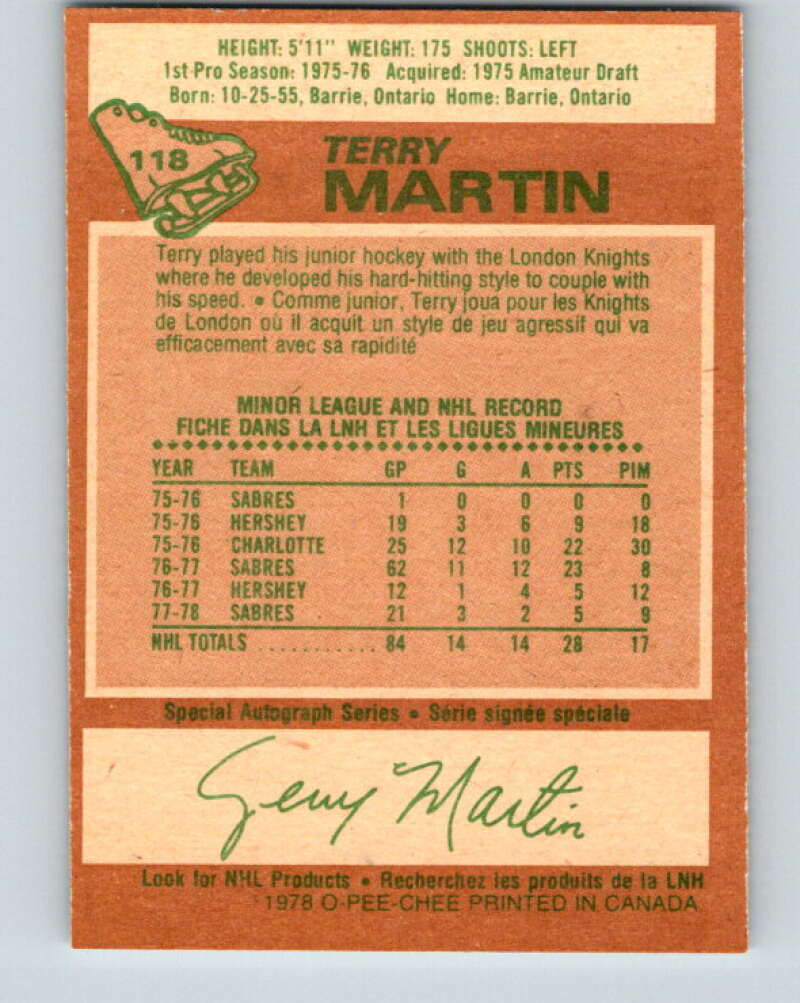 HEIGHT: 5'11" WEIGHT: 175 SHOOTS: LEFT
1st Pro Season: 1975-76 Acquired: 1975 Amateur Draft
Born: 10-25-55, Barrie, Ontario Home: Barrie, Ontario
118
TERRY
MARTIN
Terry played his junior hockey with the London Knights
where he developed his hard-hitting style to couple with
his speed. • Comme junior, Terry joua pour les Knights
de London où il acquit un style de jeu agressif qui va
efficacement avec sa rapidité
MINOR LEAGUE AND NHL RECORD
FICHE DANS LA LNH ET LES LIGUES MINEURES
YEAR TEAM GP G A PTS PIM
75-76 SABRES 1 0 0 0 0
75-76 HERSHEY 19 3 6 9 18
75-76 CHARLOTTE 25 12 10 22 30
76-77 SABRES 62 11 12 23 8
76-77 HERSHEY 12 1 4 5 12
77-78 SABRES 21 3 2 5 9
NHL TOTALS ............ 84 14 14 28 17
Special Autograph Series • Série signée spéciale
Terry Martin
Look for NHL Products • Recherchez les produits de la LNH
1978 O-PEE-CHEE PRINTED IN CANADA